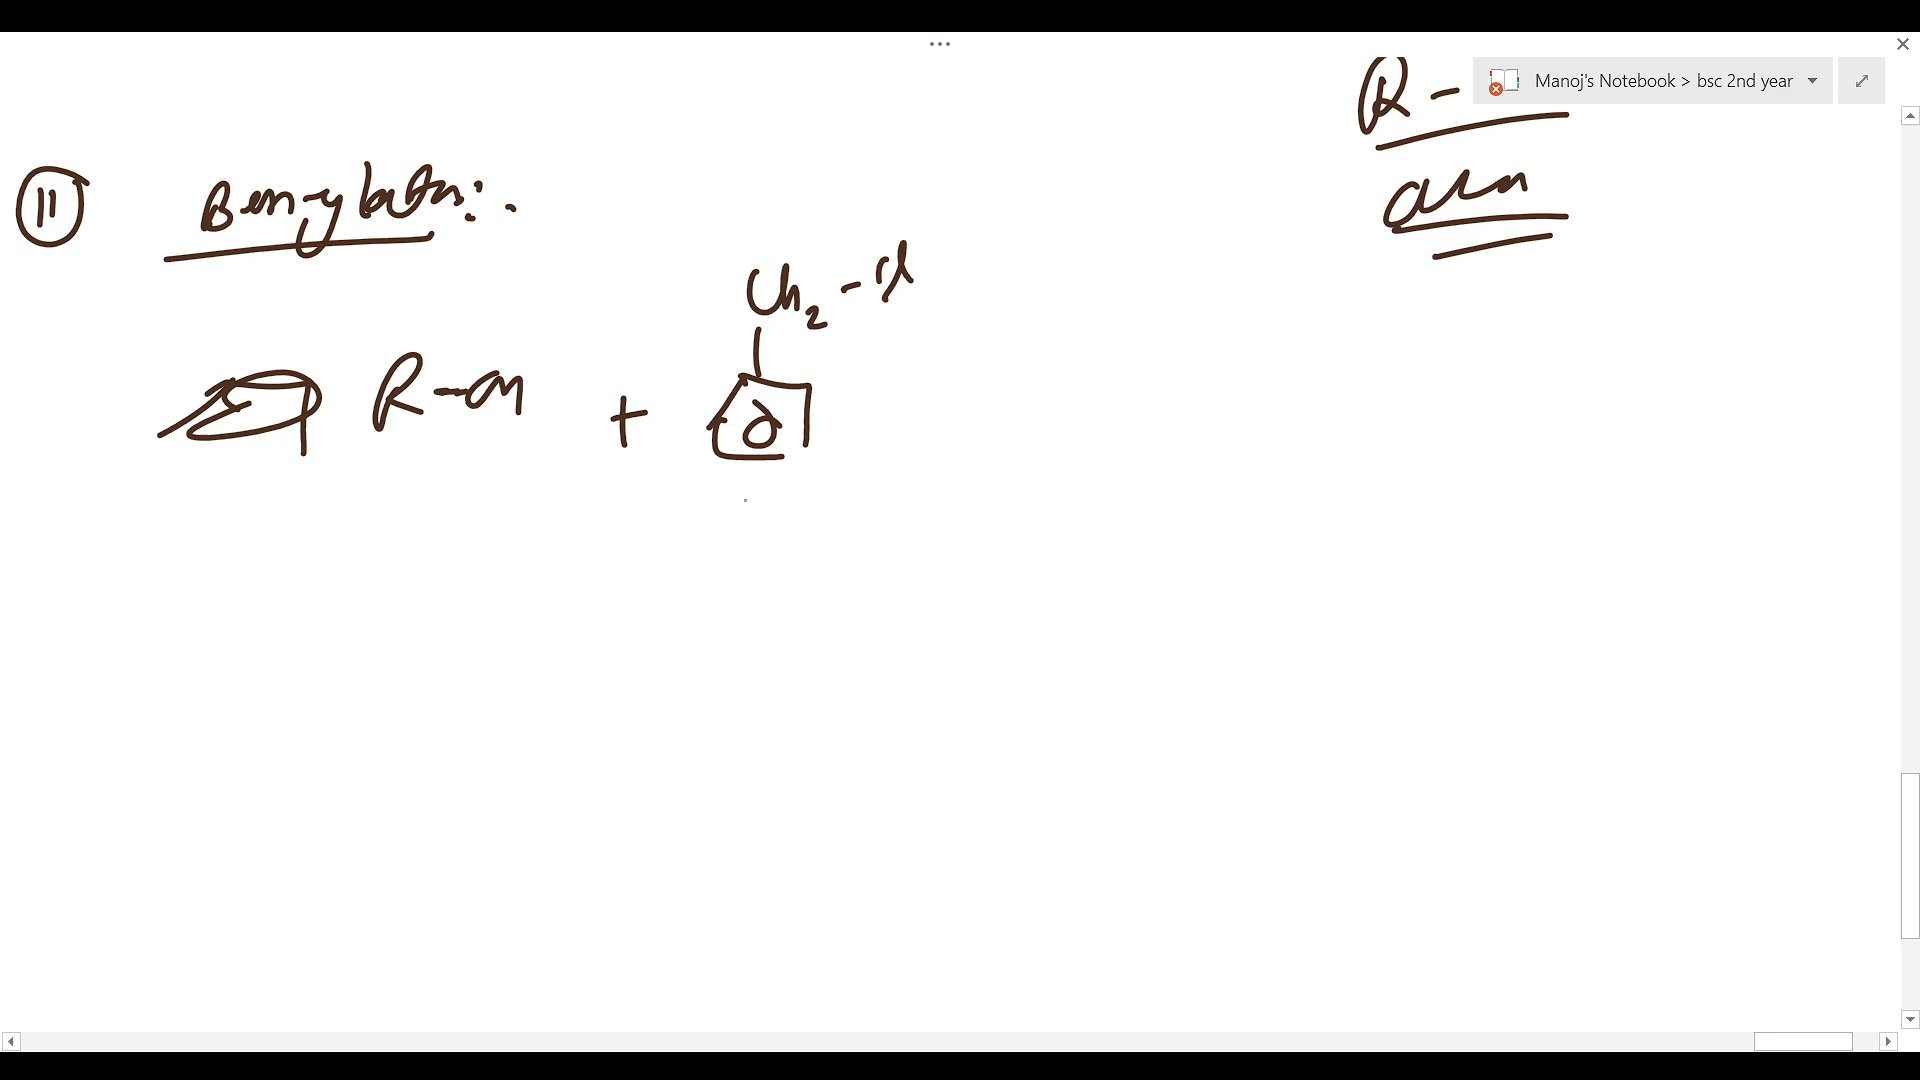 ...
R -
Manoj's Notebook > bsc 2nd year
11 Benzylation:.
Ch2 - Cl
R - OH +